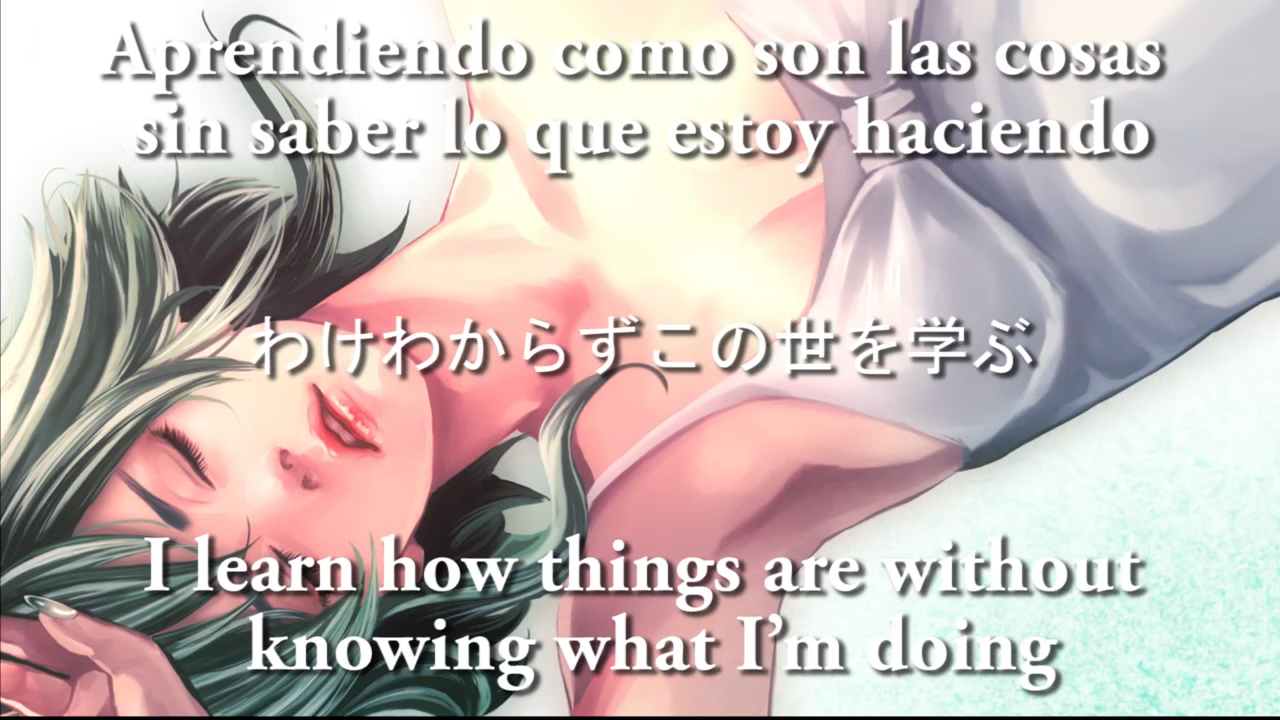 Aprendiendo como son las cosas
sin saber lo que estoy haciendo
わけわからずこの世を学ぶ
I learn how things are without
knowing what I’m doing